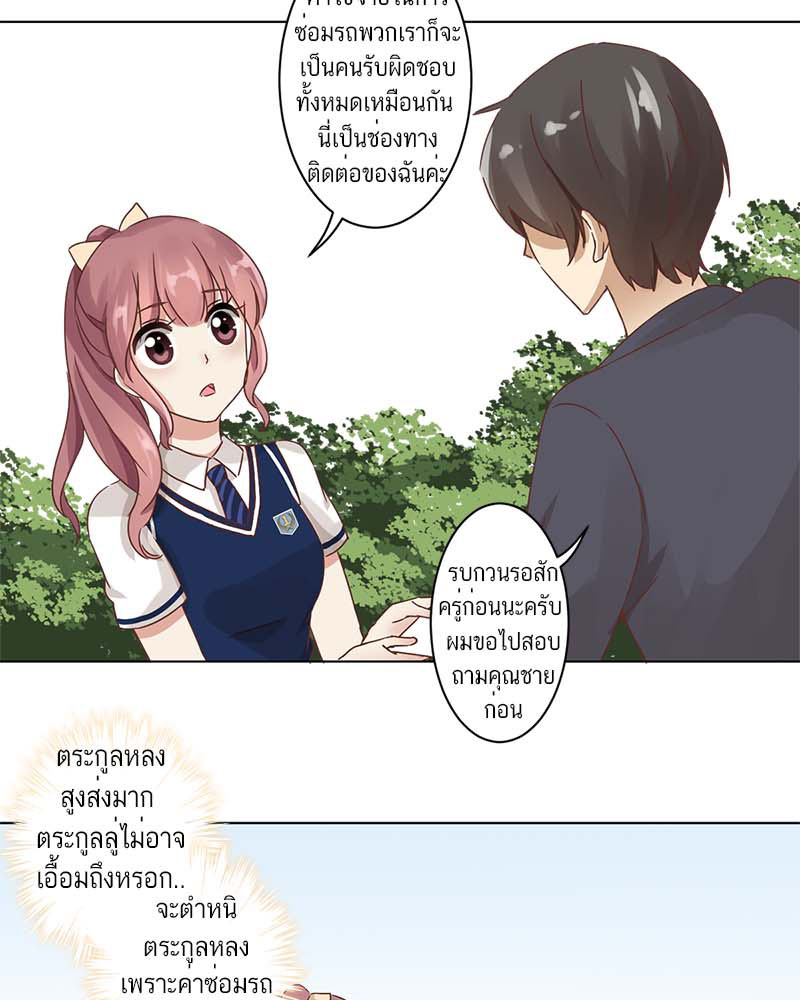 ซ่อมรถพวกเราก็จะ
เป็นคนรับผิดชอบ
ทั้งหมดเหมือนกัน
นี่เป็นช่องทาง
ติดต่อของฉันค่ะ
รบกวนรอสัก
ครู่ก่อนนะครับ
ผมขอไปสอบ
ถามคุณชาย
ก่อน
ตระกูลหลง
สูงส่งมาก
ตระกูลลู่ไม่อาจ
เอื้อมถึงหรอก..
จะตำหนิ
ตระกูลหลง
เพราะค่าซ่อมรถ